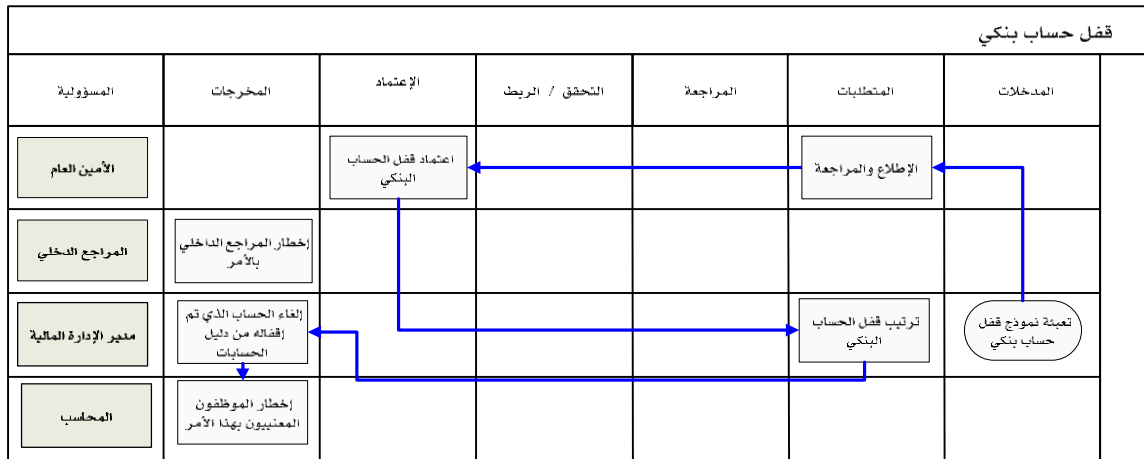 قفل حساب بنكي
المدخلات
المتطلبات
المراجعة
التحقق / الربط
الإعتماد
المخرجات
المسؤولية
الإطلاع والمراجعة
اعتماد قفل الحساب
البنكي
الأمين العام
إخطار المراجع الداخلي
بالأمر
المراجع الدخلي
تعبئة نموذج قفل
حساب بنكي
ترتيب قفل الحساب
البنكي
إلغاء الحساب الذي تم
إقفاله من دليل
الحسابات
مدير الإدارة المالية
إخطار الموظفون
المعنييون بهذا الأمر
المحاسب